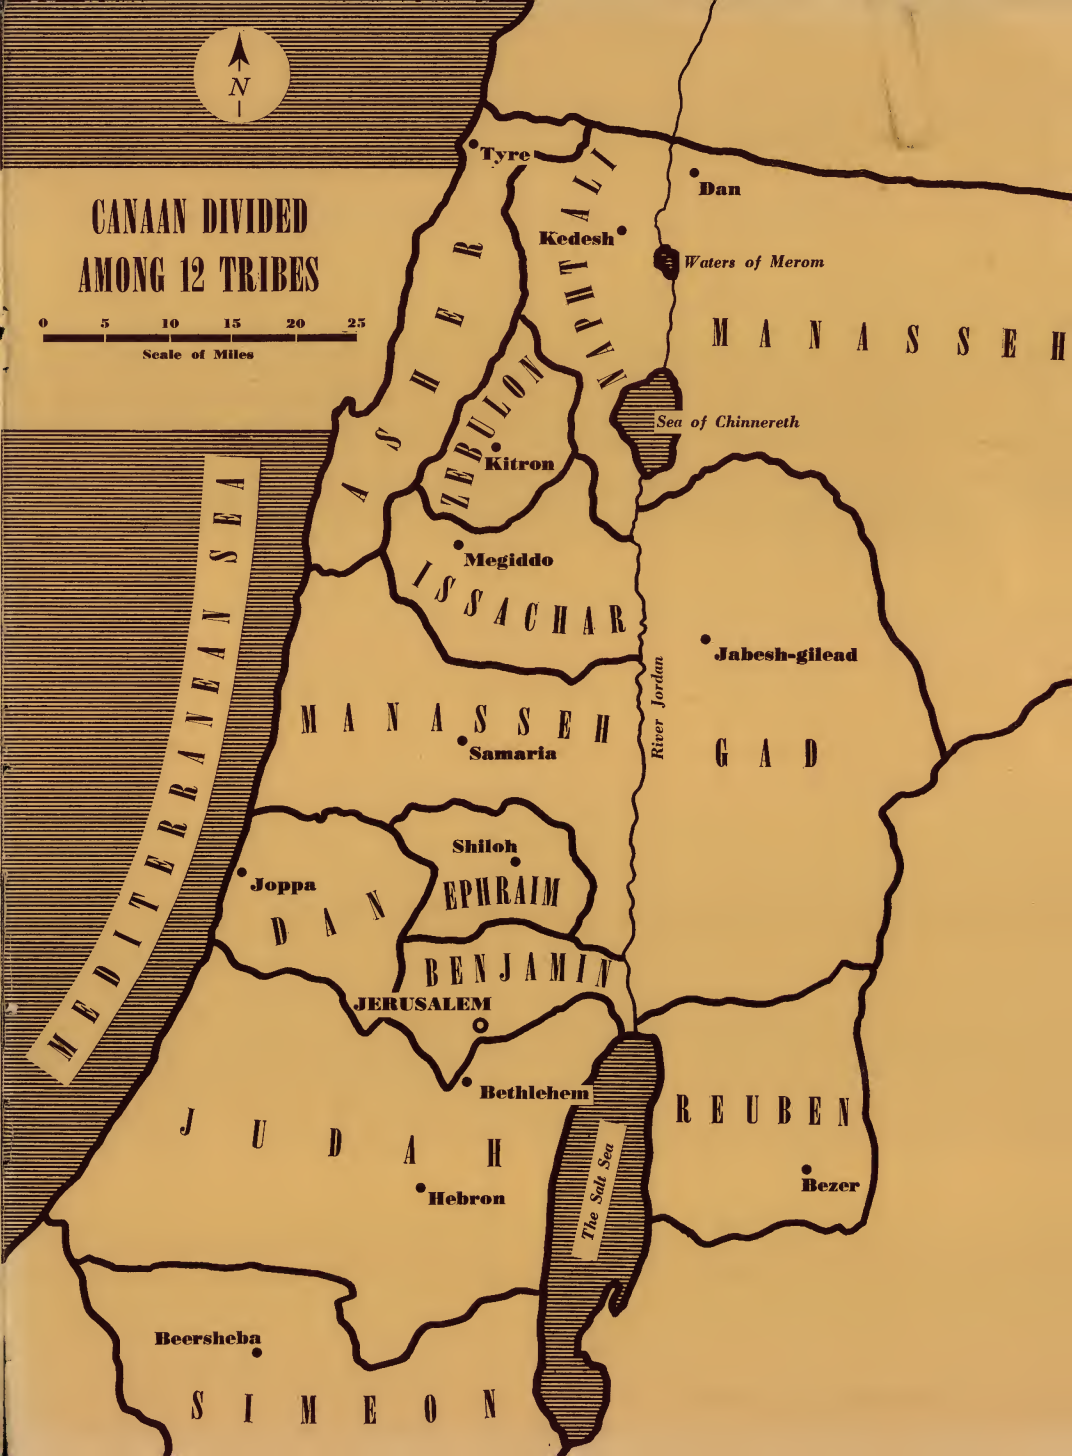 N
Tyre
Dan
CANAAN DIVIDED
AMONG 12 TRIBES
0 5 10 15 20 25
Scale of Miles
NAPHTALI
Kedesh
Waters of Merom
ASHER
MANASSEH
ZEBULON
Sea of Chinnereth
Kitron
MEDITERRANEAN SEA
Megiddo
ISSACHAR
Jabesh-gilead
River Jordan
MANASSEH
Samaria
GAD
Shiloh
Joppa
EPHRAIM
DAN
BENJAMIN
JERUSALEM
Bethlehem
REUBEN
JUDAH
The Salt Sea
Bezer
Hebron
Beersheba
SIMEON